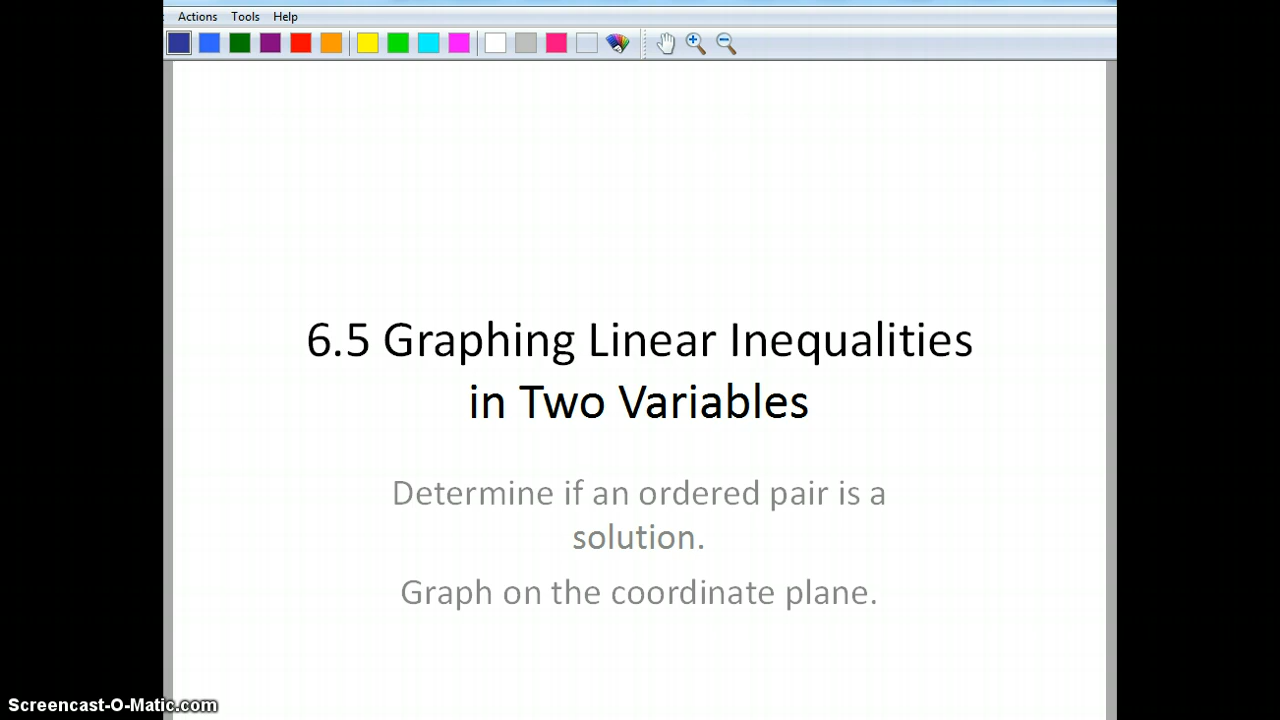 Actions Tools Help
6.5 Graphing Linear Inequalities
in Two Variables
Determine if an ordered pair is a
solution.
Graph on the coordinate plane.
Screencast-O-Matic.com